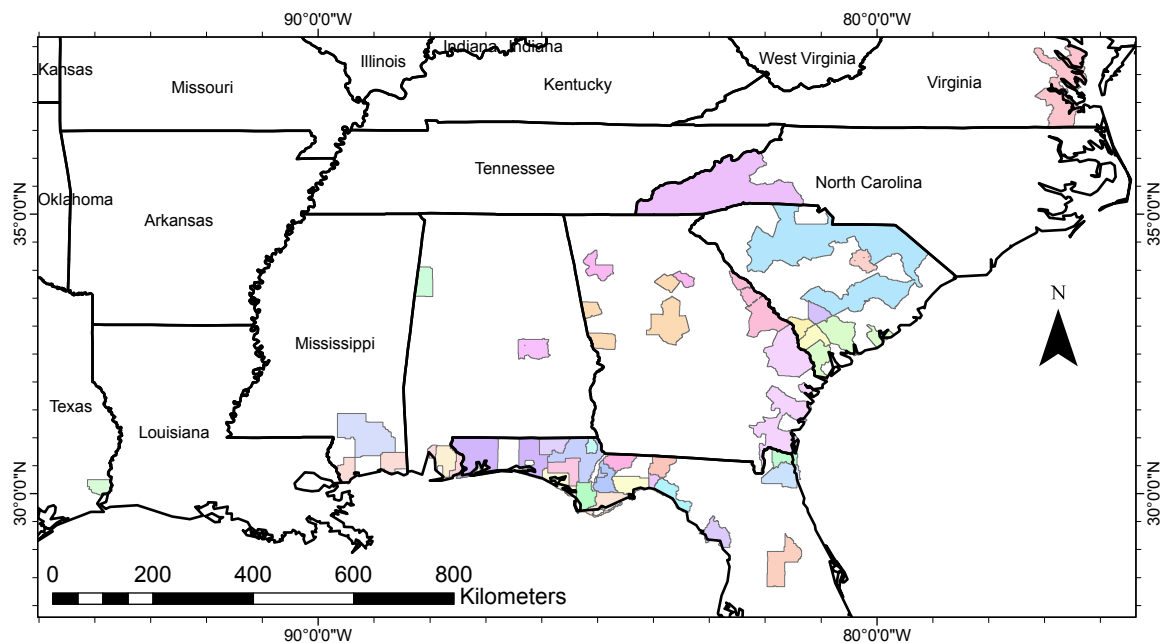 90°0'0"W 80°0'0"W
Indiana Indiana
Illinois
West Virginia
Kansas
Missouri
Kentucky
Virginia
Tennessee
North Carolina
Oklahoma
Arkansas
35°0'0"N 35°0'0"N
N
Mississippi
Texas
Louisiana
30°0'0"N 30°0'0"N
0 200 400 600 800
Kilometers
90°0'0"W 80°0'0"W